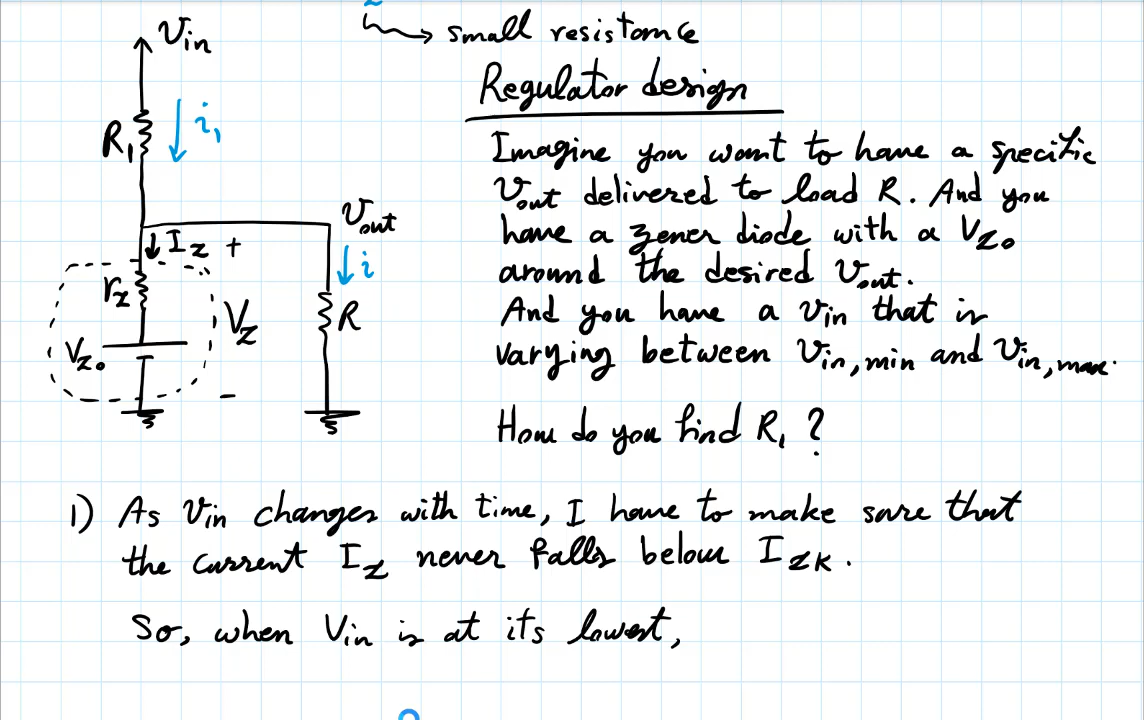 small resistance
Regulator design
Vin
R1
i1
Vout
IZ +
i
rz
VZ
R
VZ0
-
Imagine you want to have a specific
Vout delivered to load R. And you
have a zener diode with a VZ0
around the desired Vout.
And you have a Vin that is
varying between Vin,min and Vin,max.
How do you find R1 ?
1) As Vin changes with time, I have to make sure that
the current IZ never falls below IZK.
So, when Vin is at its lowest,